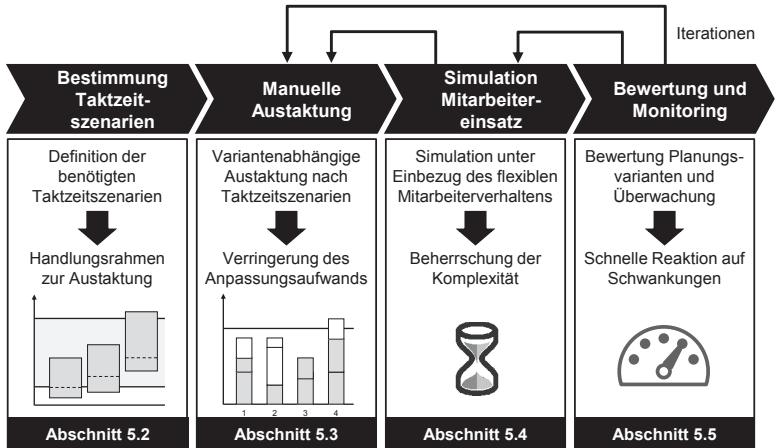 Iterationen
Bestimmung
Taktzeit-
szenarien
Manuelle
Austaktung
Simulation
Mitarbeiter-
einsatz
Bewertung und
Monitoring
Definition der
benötigten
Taktzeitszenarien
Handlungsrahmen
zur Austaktung
Abschnitt 5.2
Variantenabhängige
Austaktung nach
Taktzeitszenarien
Verringerung des
Anpassungsaufwands
1 2 3 4
Abschnitt 5.3
Simulation unter
Einbezug des flexiblen
Mitarbeiterverhaltens
Beherrschung der
Komplexität
Abschnitt 5.4
Bewertung Planungs-
varianten und
Überwachung
Schnelle Reaktion auf
Schwankungen
Abschnitt 5.5